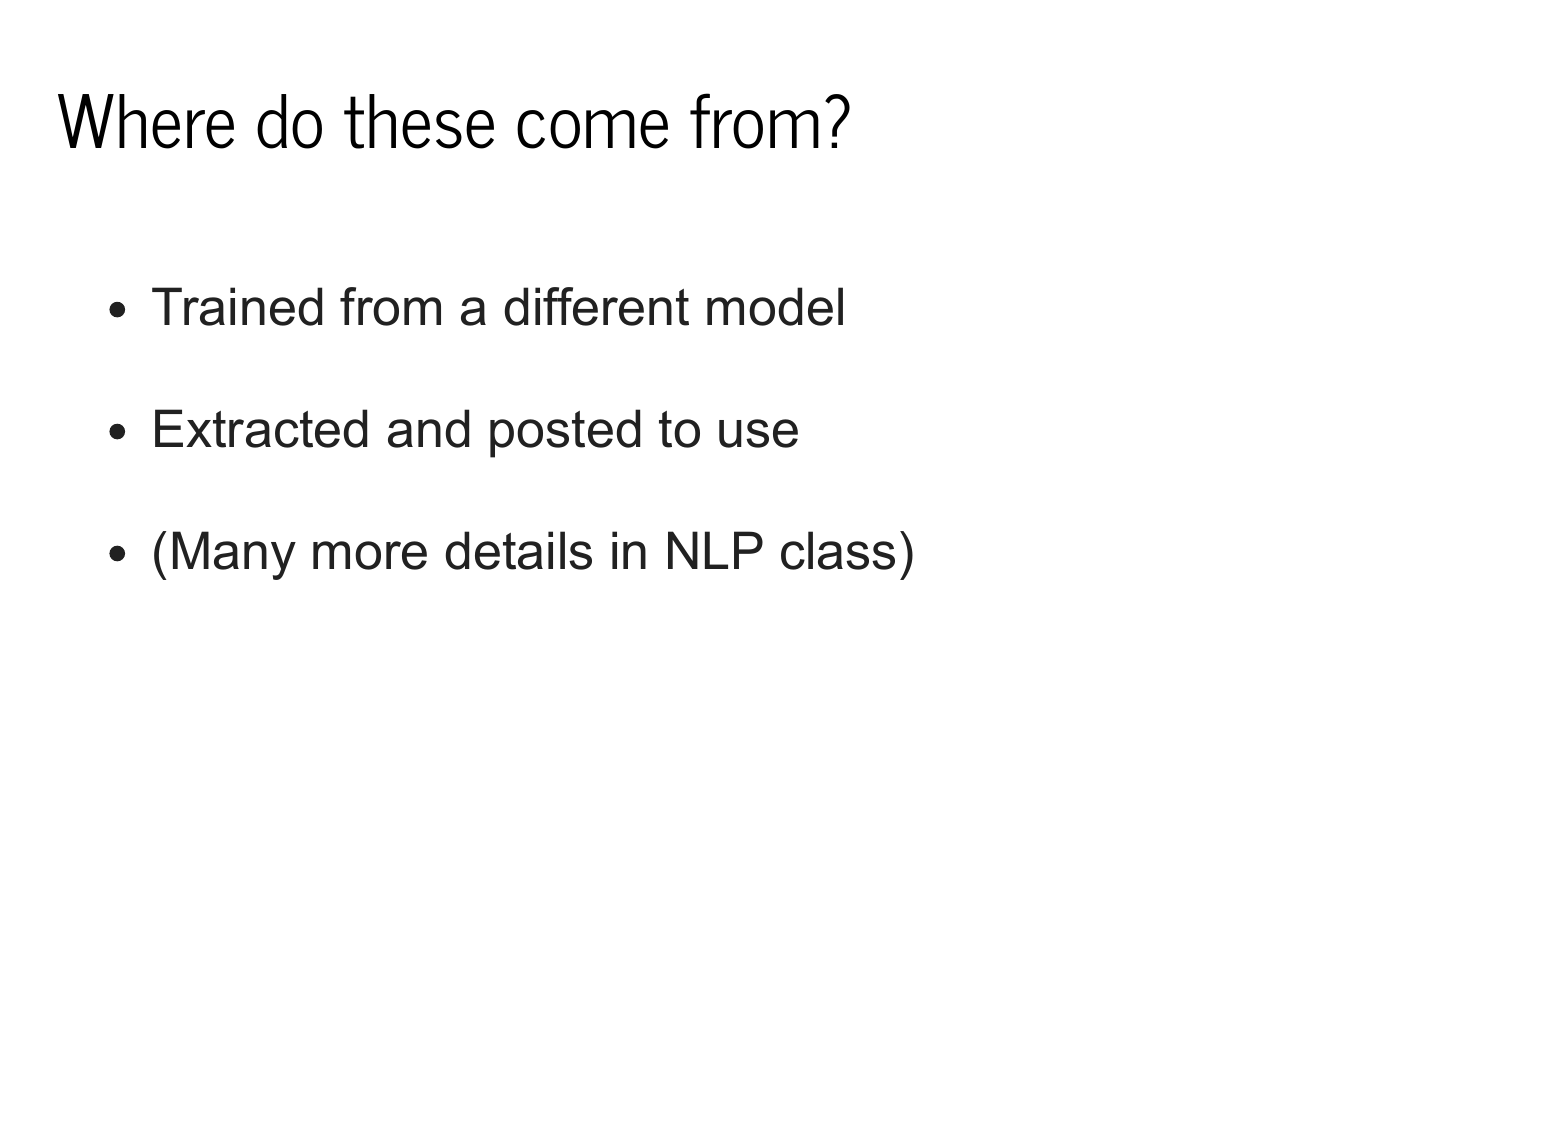 Where do these come from?
• Trained from a different model
• Extracted and posted to use
• (Many more details in NLP class)